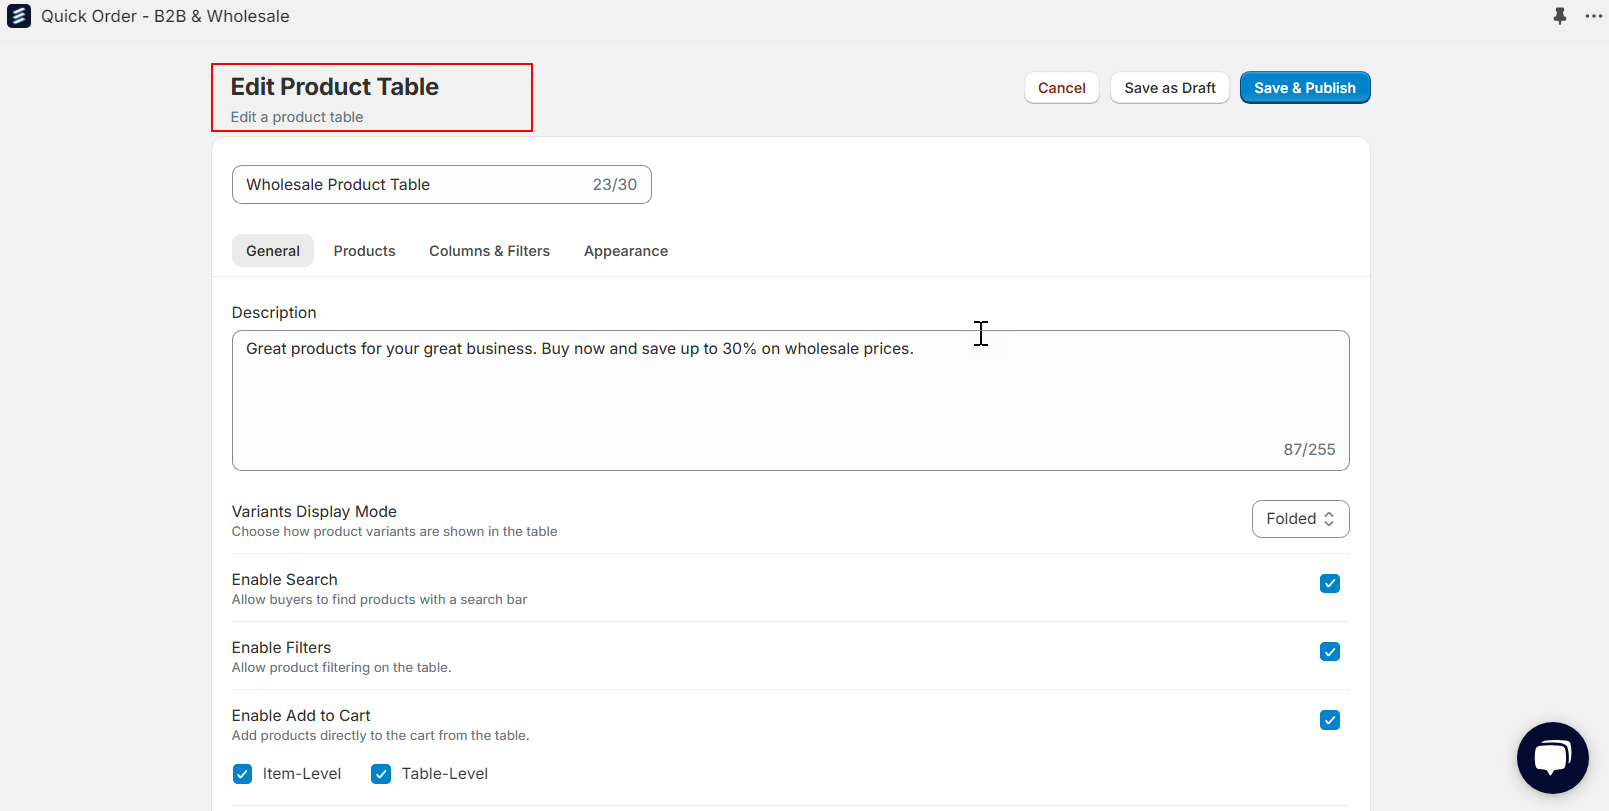 Quick Order - B2B & Wholesale
Edit Product Table
Edit a product table
Cancel
Save as Draft
Save & Publish
Wholesale Product Table
23/30
General
Products
Columns & Filters
Appearance
Description
Great products for your great business. Buy now and save up to 30% on wholesale prices.
87/255
Variants Display Mode
Choose how product variants are shown in the table
Folded
Enable Search
Allow buyers to find products with a search bar
Enable Filters
Allow product filtering on the table.
Enable Add to Cart
Add products directly to the cart from the table.
Item-Level
Table-Level